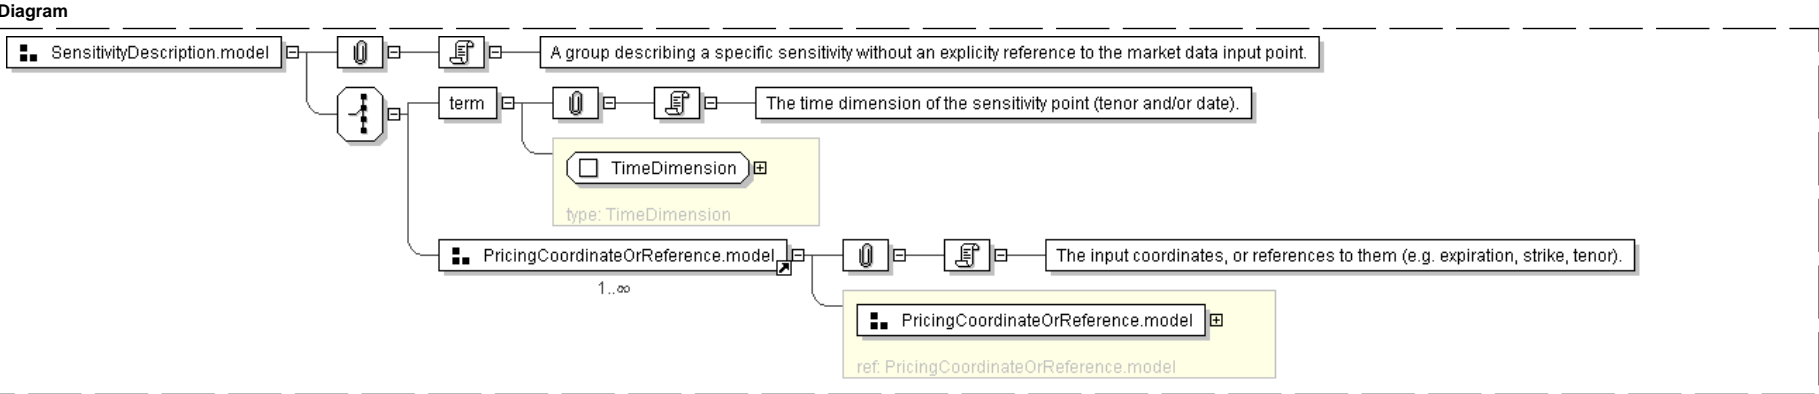 Diagram
SensitivityDescription.model
A group describing a specific sensitivity without an explicity reference to the market data input point.
term
The time dimension of the sensitivity point (tenor and/or date).
TimeDimension
type: TimeDimension
PricingCoordinateOrReference.model
The input coordinates, or references to them (e.g. expiration, strike, tenor).
1..∞
PricingCoordinateOrReference.model
ref: PricingCoordinateOrReference.model